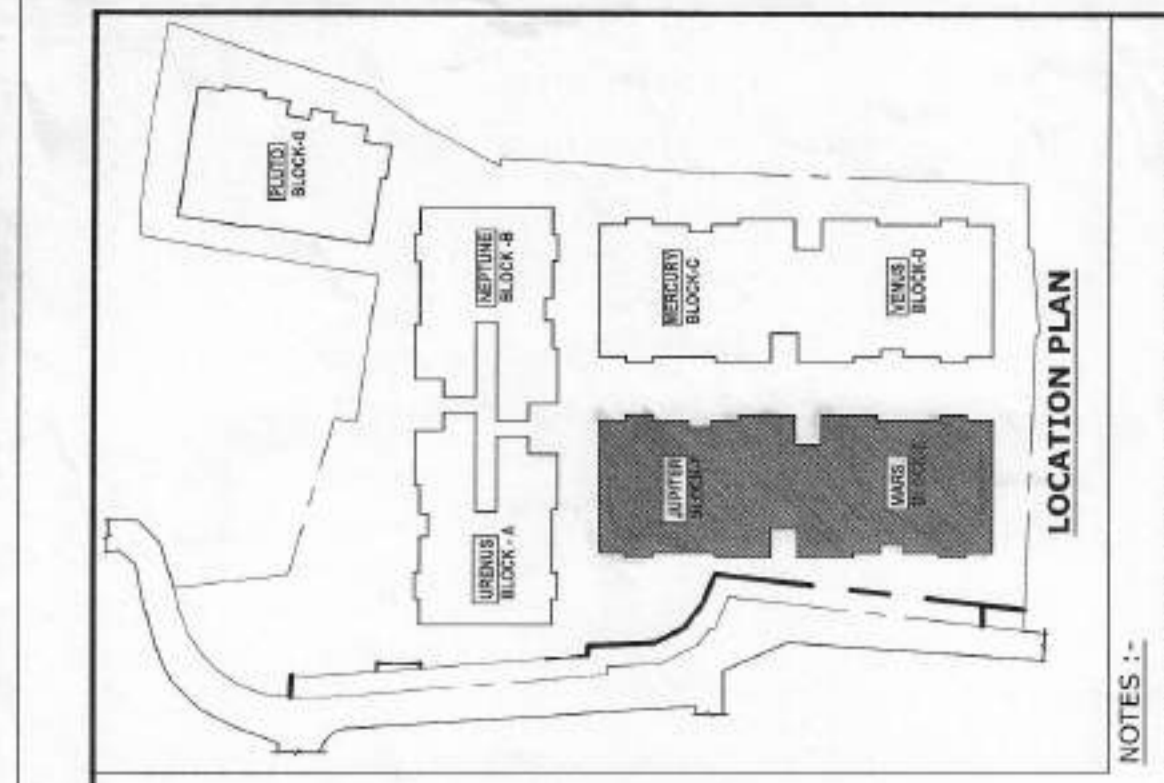 PLUTO
BLOCK-G
URENUS
BLOCK - A
NEPTUNE
BLOCK -B
JUPITER
MERCURY
BLOCK-C
MARS
VENUS
BLOCK-D
LOCATION PLAN
NOTES :-